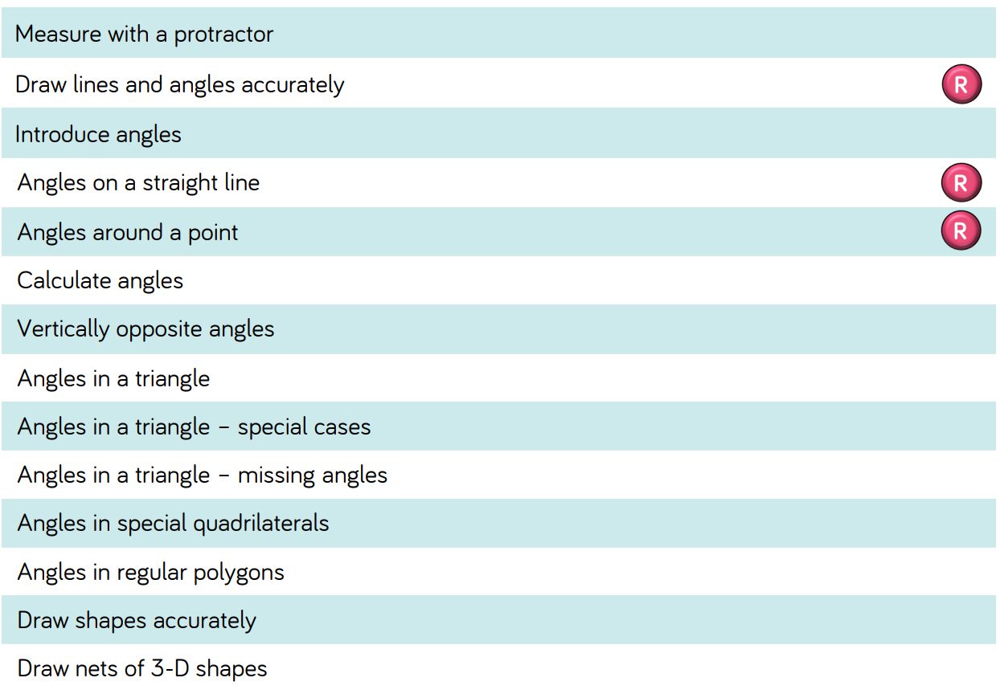 Measure with a protractor
Draw lines and angles accurately R
Introduce angles
Angles on a straight line R
Angles around a point R
Calculate angles
Vertically opposite angles
Angles in a triangle
Angles in a triangle – special cases
Angles in a triangle – missing angles
Angles in special quadrilaterals
Angles in regular polygons
Draw shapes accurately
Draw nets of 3-D shapes